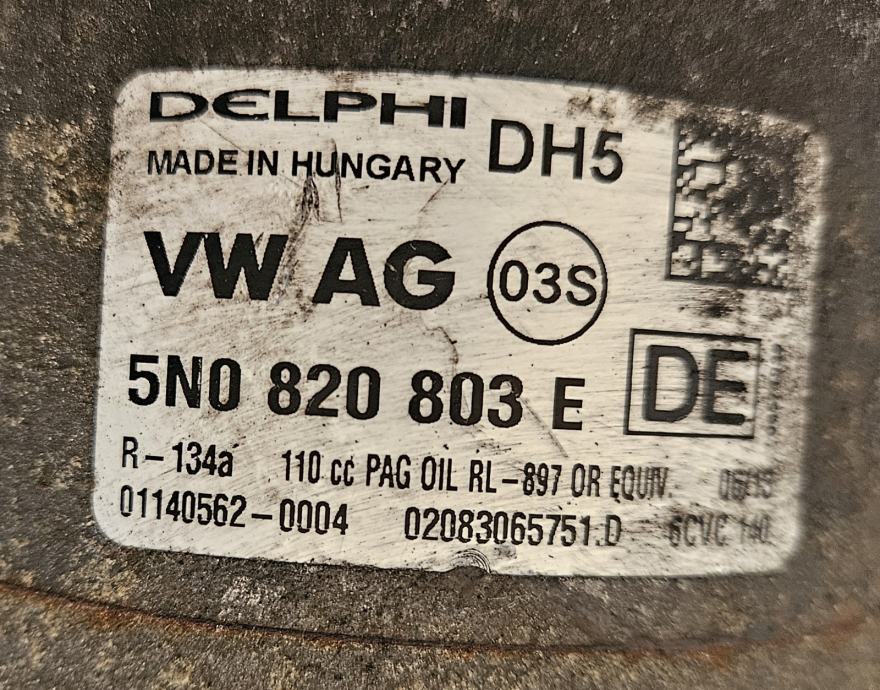 DELPHI DH5
MADE IN HUNGARY
VW AG 03S
5N0 820 803 E DE
R-134a 110 cc PAG OIL RL-897 OR EQUIV.
01140562-0004 02083065751.D 6CVC 140